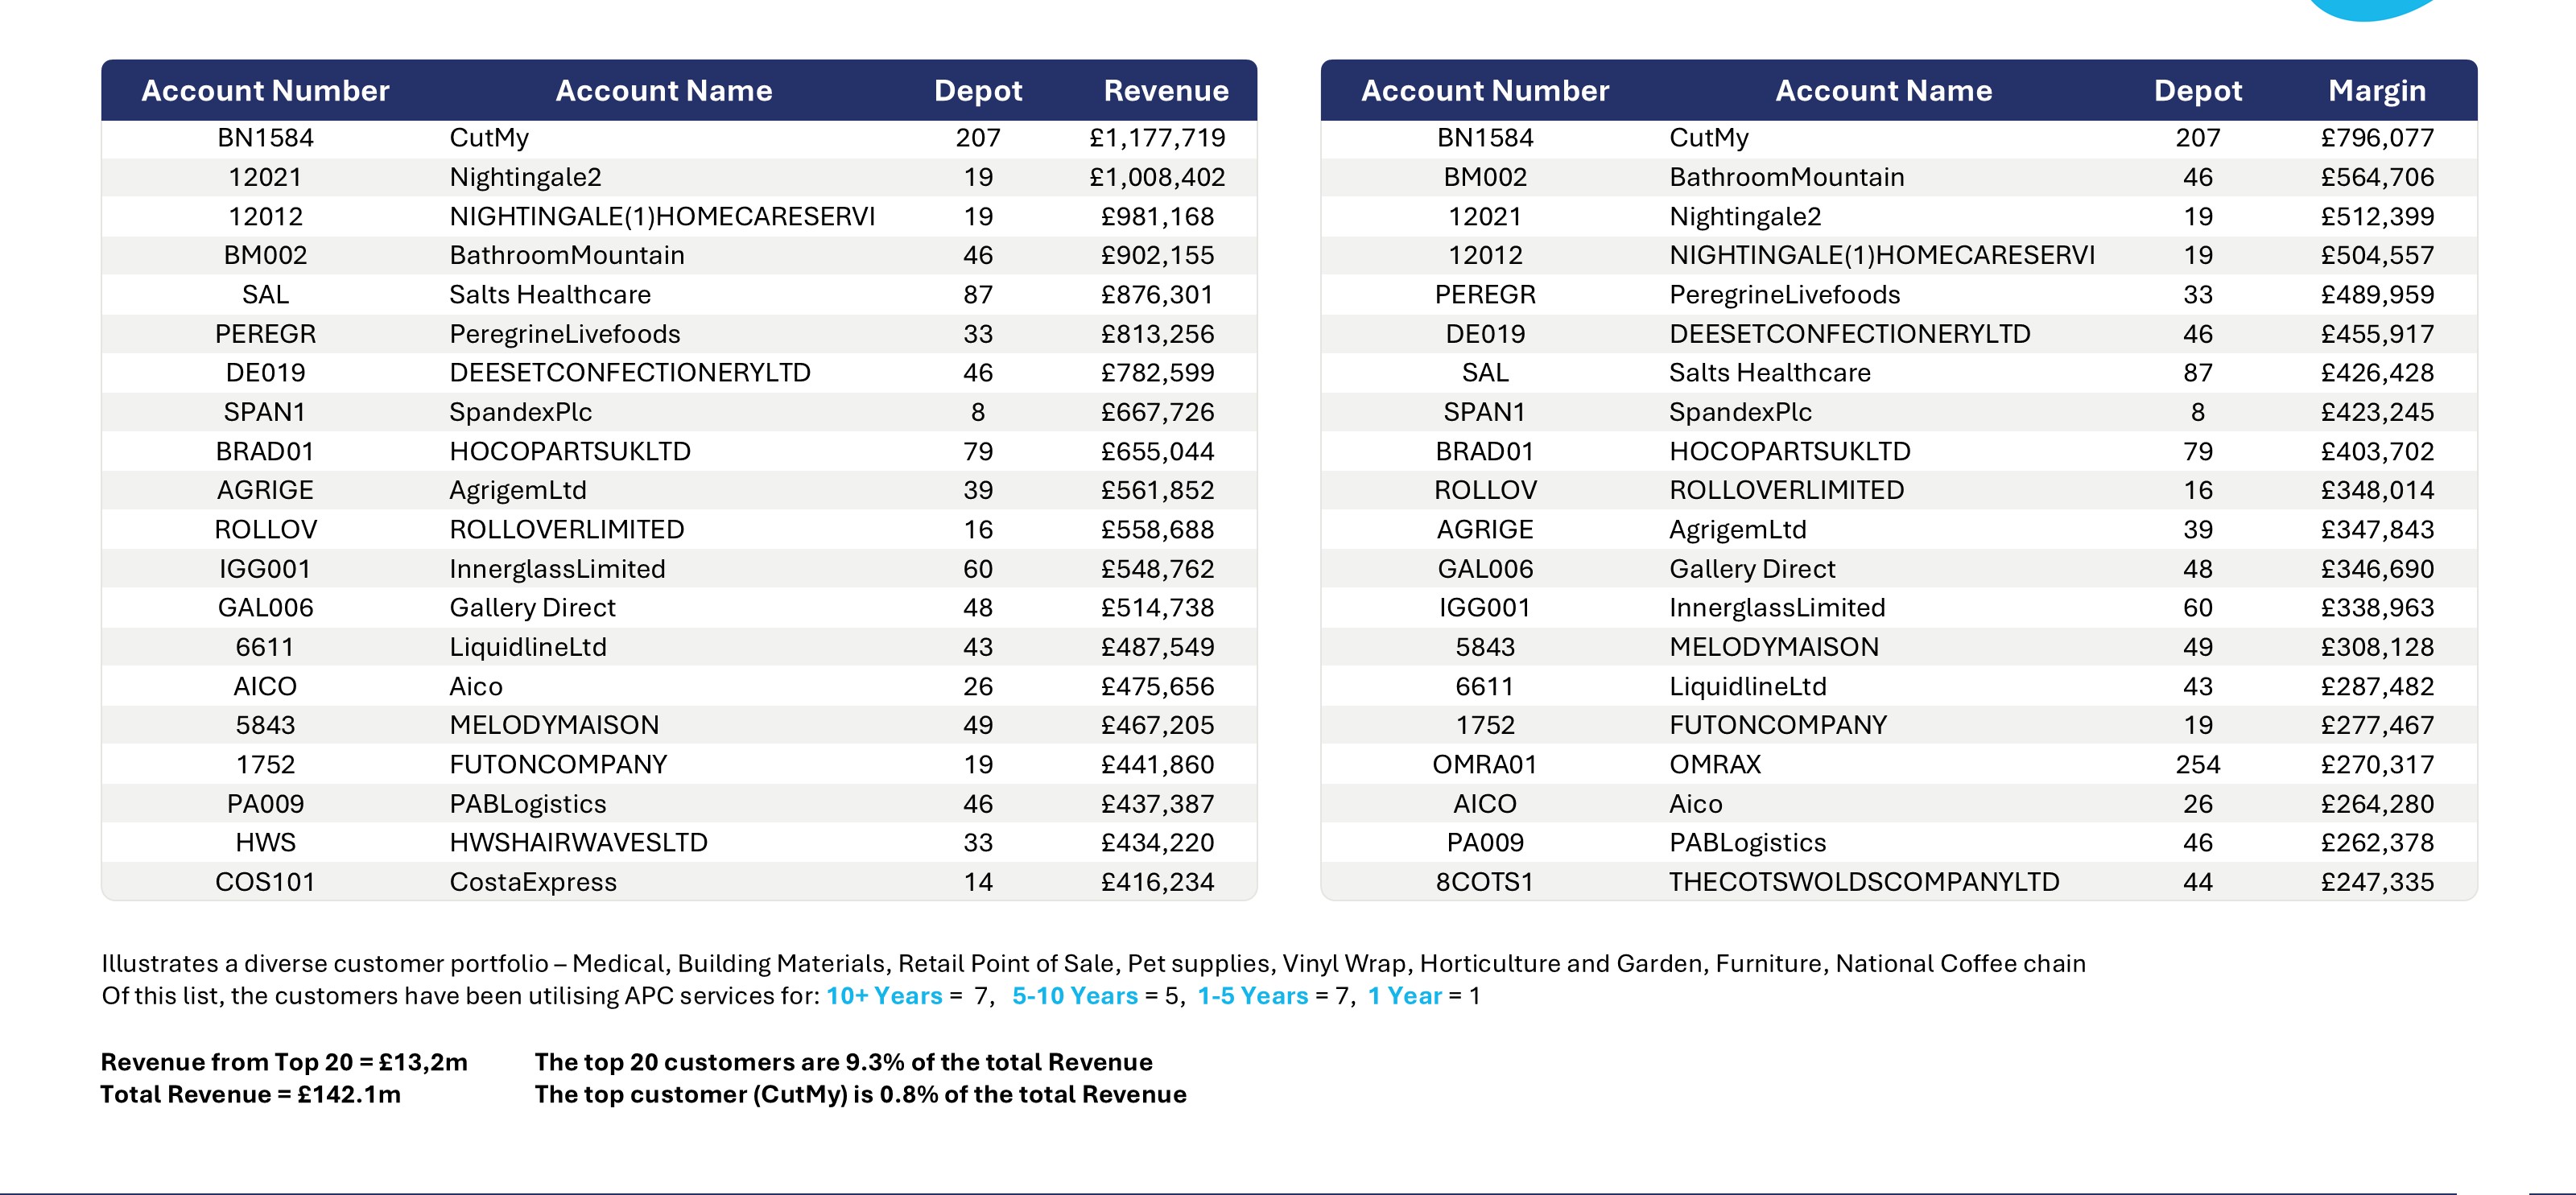 Account Number Account Name Depot Revenue
BN1584 CutMy 207 £1,177,719
12021 Nightingale2 19 £1,008,402
12012 NIGHTINGALE(1)HOMECARESERVI 19 £981,168
BM002 BathroomMountain 46 £902,155
SAL Salts Healthcare 87 £876,301
PEREGR PeregrineLivefoods 33 £813,256
DE019 DEESETCONFECTIONERYLTD 46 £782,599
SPAN1 SpandexPlc 8 £667,726
BRAD01 HOCOPARTSUKLTD 79 £655,044
AGRIGE AgrigemLtd 39 £561,852
ROLLOV ROLLOVERLIMITED 16 £558,688
IGG001 InnerglassLimited 60 £548,762
GAL006 Gallery Direct 48 £514,738
6611 LiquidlineLtd 43 £487,549
AICO Aico 26 £475,656
5843 MELODYMAISON 49 £467,205
1752 FUTONCOMPANY 19 £441,860
PA009 PABLogistics 46 £437,387
HWS HWSHAIRWAVESLTD 33 £434,220
COS101 CostaExpress 14 £416,234
Account Number Account Name Depot Margin
BN1584 CutMy 207 £796,077
BM002 BathroomMountain 46 £564,706
12021 Nightingale2 19 £512,399
12012 NIGHTINGALE(1)HOMECARESERVI 19 £504,557
PEREGR PeregrineLivefoods 33 £489,959
DE019 DEESETCONFECTIONERYLTD 46 £455,917
SAL Salts Healthcare 87 £426,428
SPAN1 SpandexPlc 8 £423,245
BRAD01 HOCOPARTSUKLTD 79 £403,702
ROLLOV ROLLOVERLIMITED 16 £348,014
AGRIGE AgrigemLtd 39 £347,843
GAL006 Gallery Direct 48 £346,690
IGG001 InnerglassLimited 60 £338,963
5843 MELODYMAISON 49 £308,128
6611 LiquidlineLtd 43 £287,482
1752 FUTONCOMPANY 19 £277,467
OMRA01 OMRAX 254 £270,317
AICO Aico 26 £264,280
PA009 PABLogistics 46 £262,378
8COTS1 THECOTSWOLDSCOMPANYLTD 44 £247,335
Illustrates a diverse customer portfolio – Medical, Building Materials, Retail Point of Sale, Pet supplies, Vinyl Wrap, Horticulture and Garden, Furniture, National Coffee chain
Of this list, the customers have been utilising APC services for: 10+ Years = 7, 5-10 Years = 5, 1-5 Years = 7, 1 Year = 1
Revenue from Top 20 = £13,2m The top 20 customers are 9.3% of the total Revenue
Total Revenue = £142.1m The top customer (CutMy) is 0.8% of the total Revenue